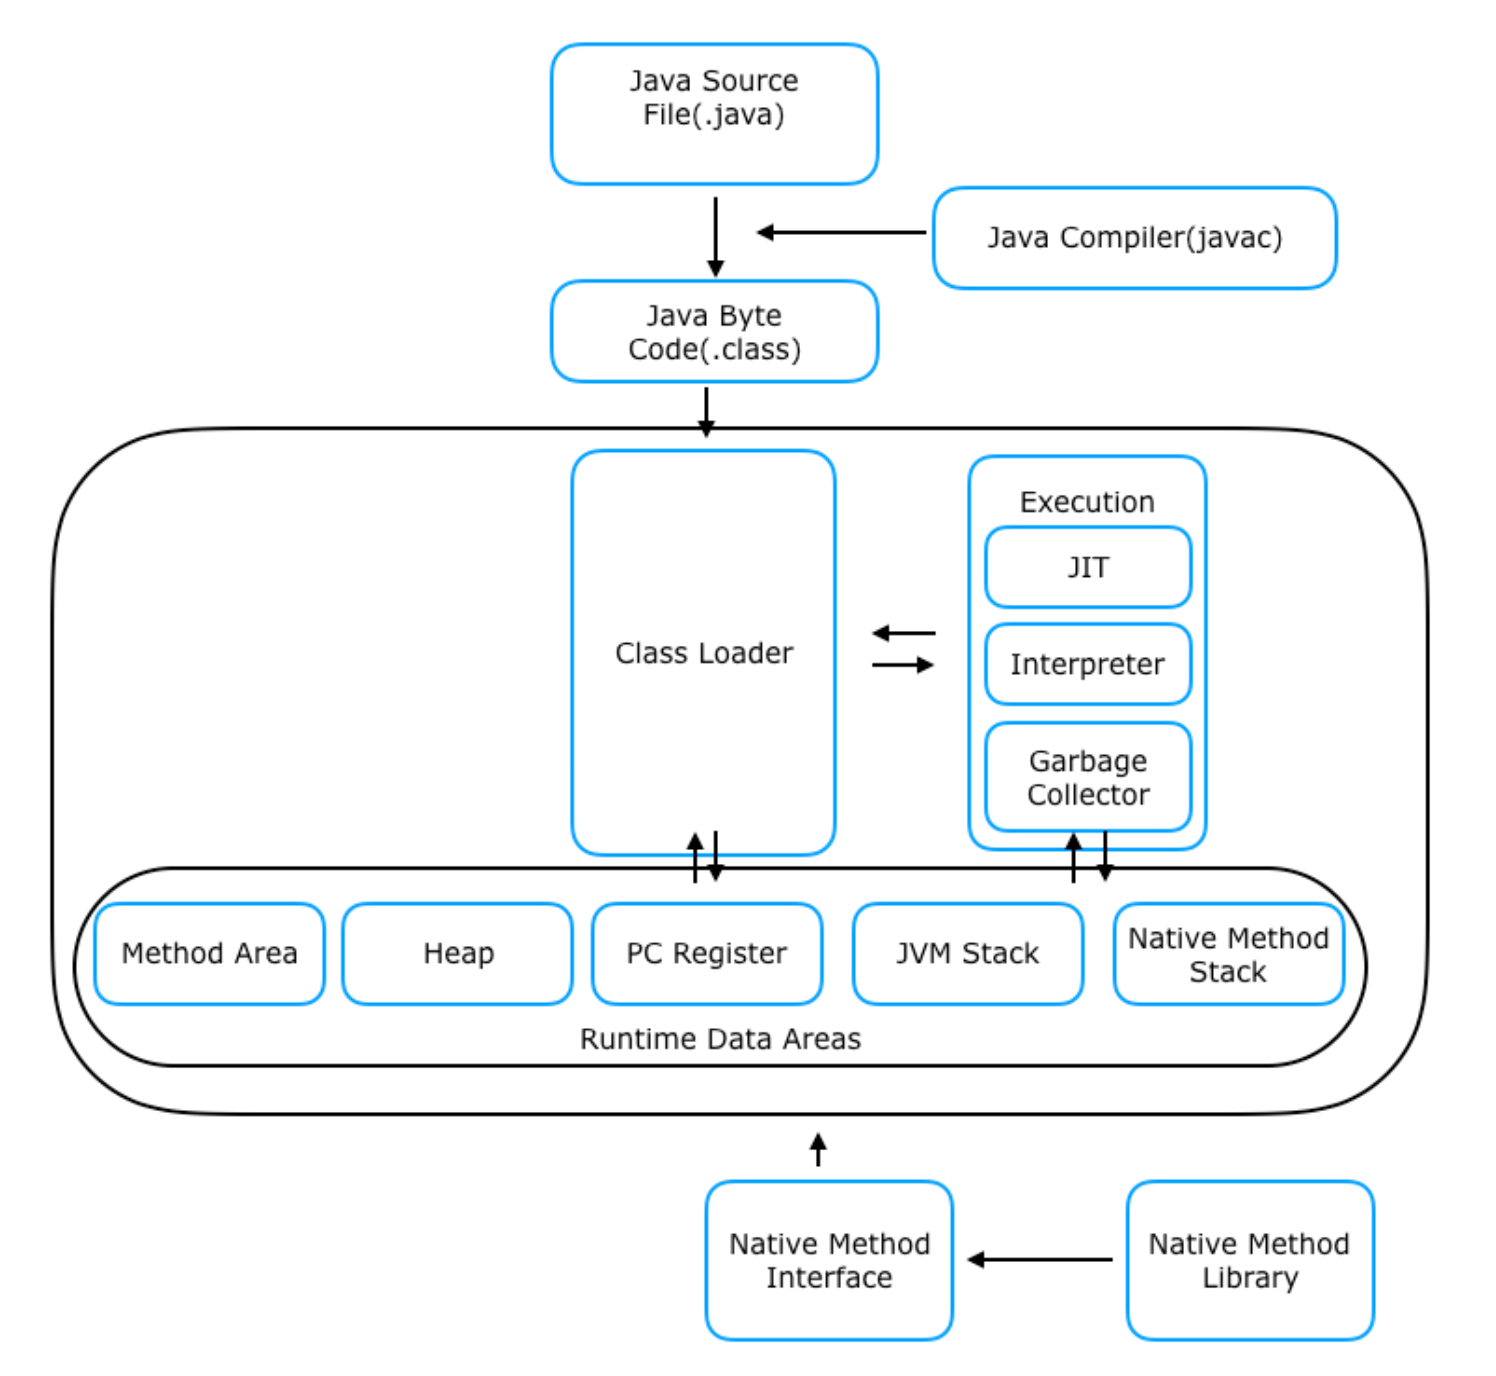 Java Source
File(.java)
Java Compiler(javac)
Java Byte
Code(.class)
Class Loader
Execution
JIT
Interpreter
Garbage
Collector
Method Area
Heap
PC Register
JVM Stack
Native Method
Stack
Runtime Data Areas
Native Method
Interface
Native Method
Library